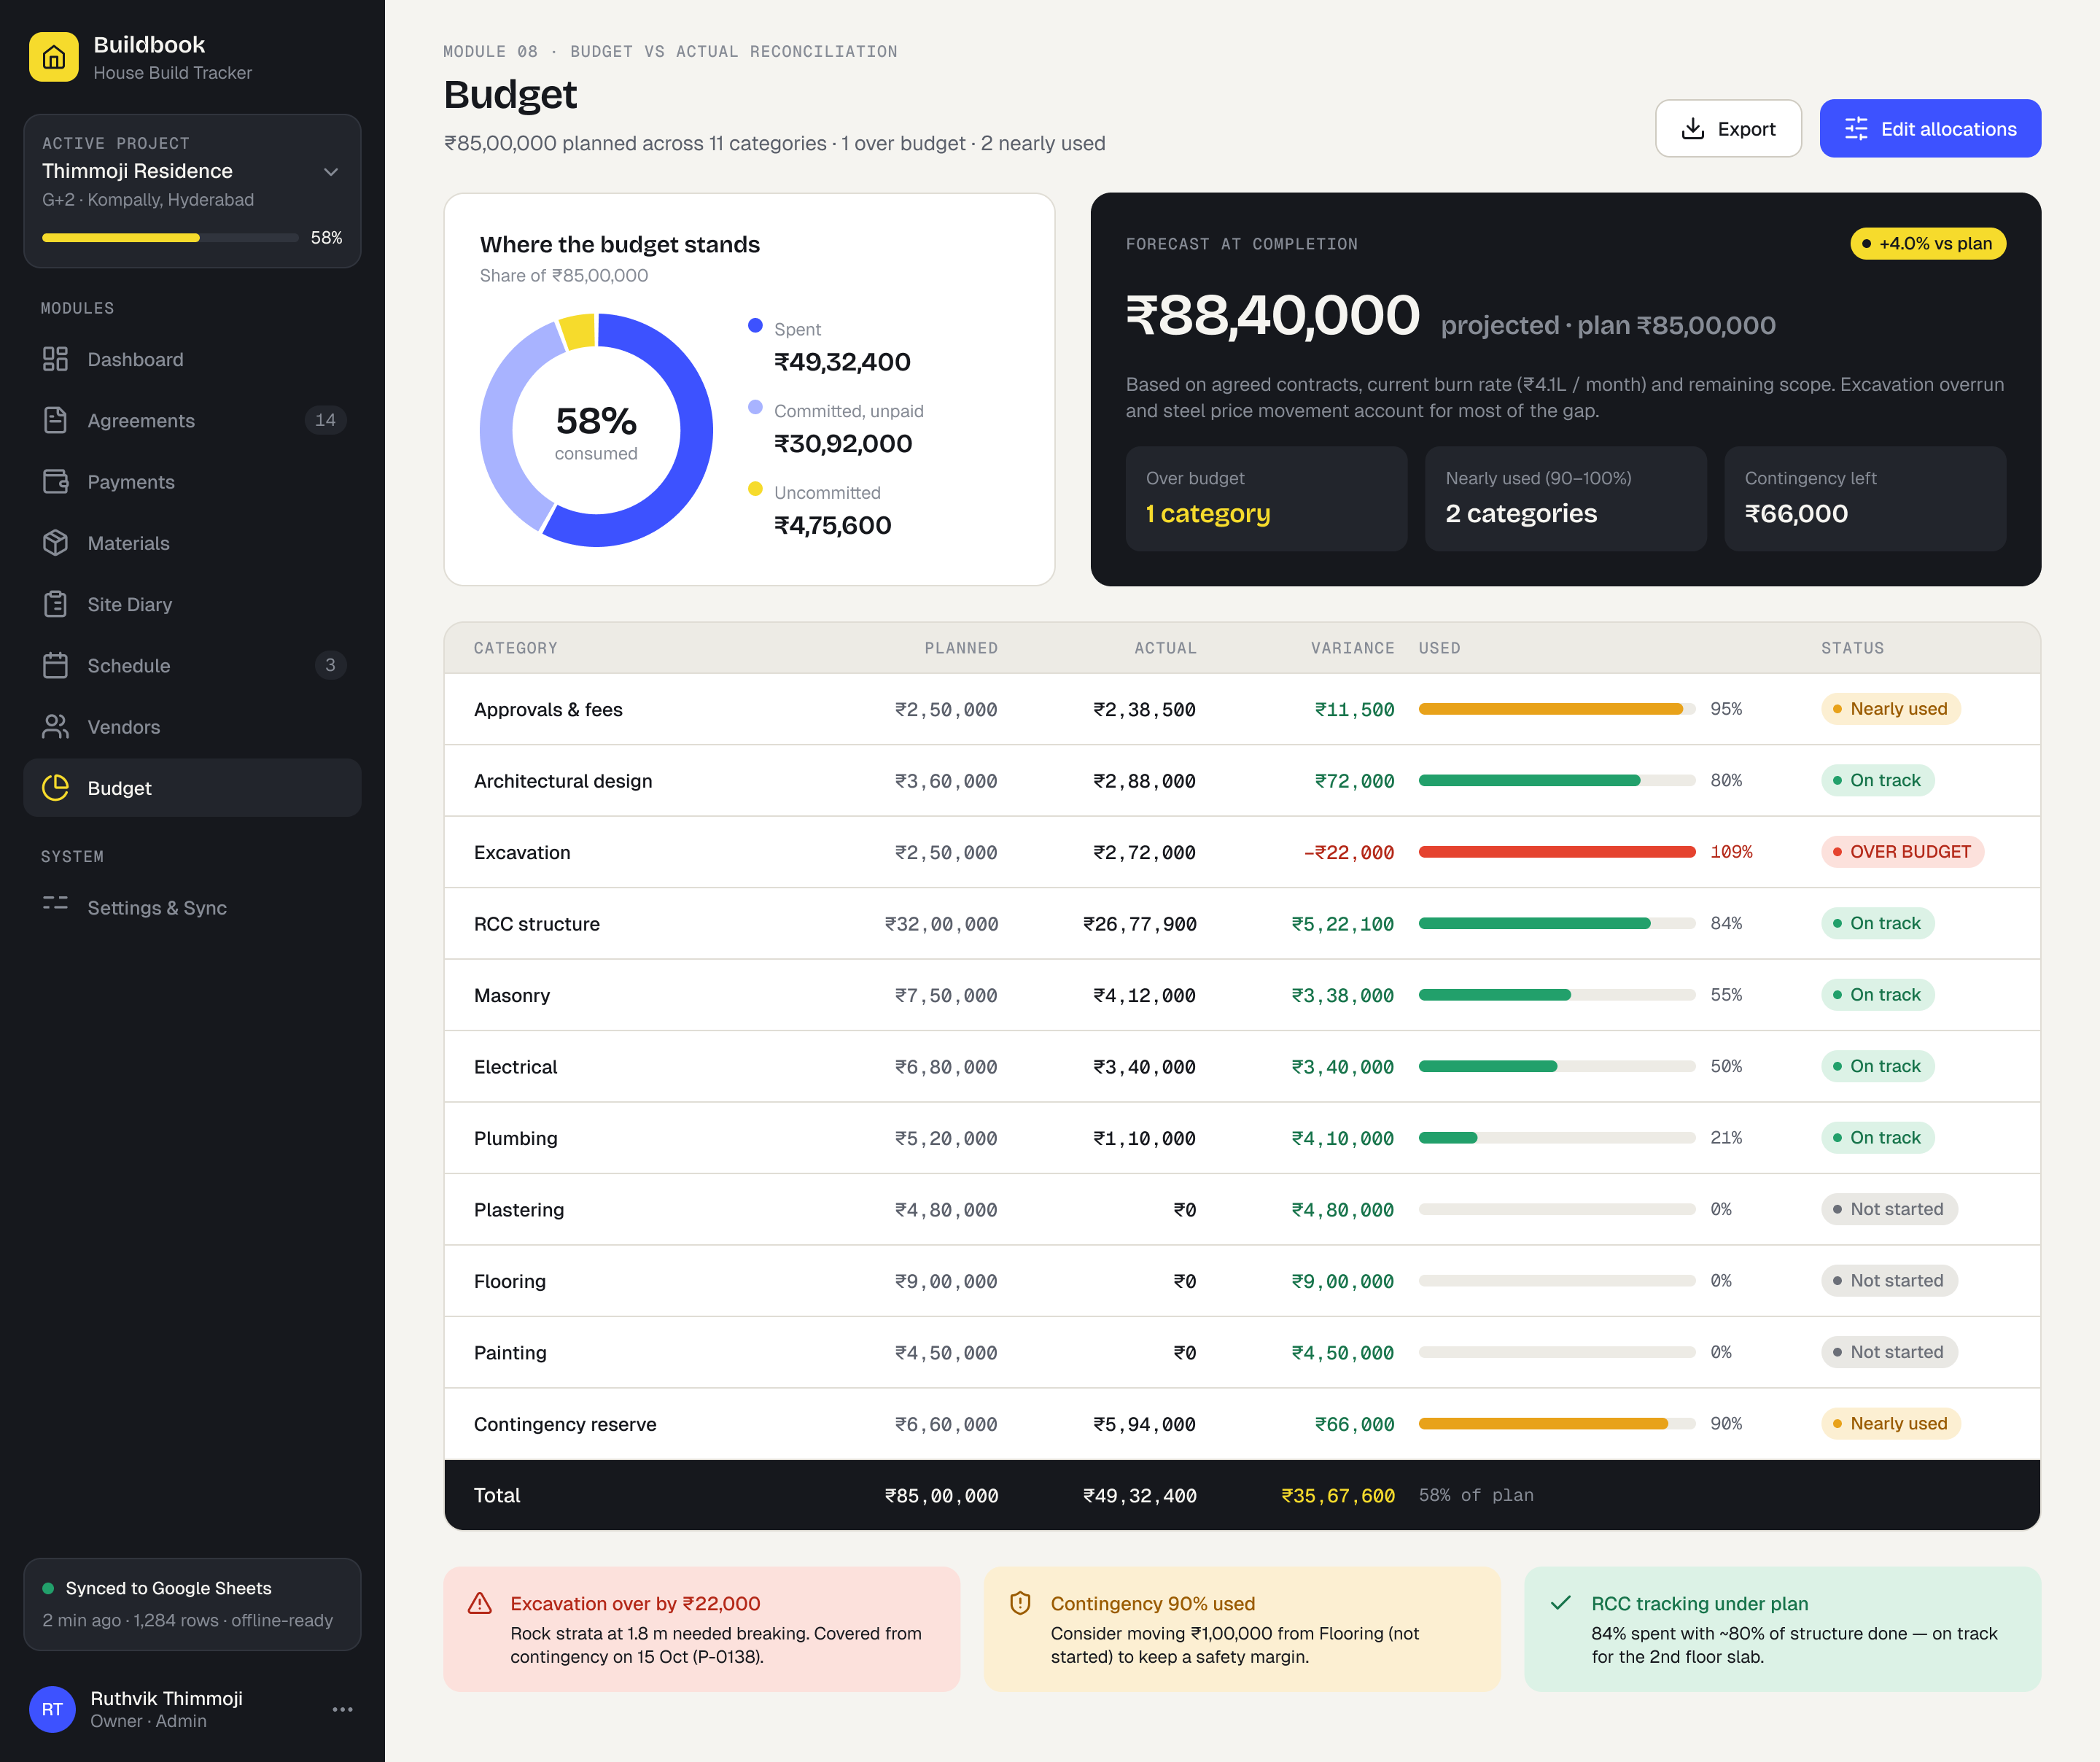 Buildbook
House Build Tracker
ACTIVE PROJECT
Thimmoji Residence
G+2 · Kompally, Hyderabad
58%
MODULES
Dashboard
Agreements 14
Payments
Materials
Site Diary
Schedule 3
Vendors
Budget
SYSTEM
Settings & Sync
Synced to Google Sheets
2 min ago · 1,284 rows · offline-ready
RT
Ruthvik Thimmoji
Owner · Admin
MODULE 08 · BUDGET VS ACTUAL RECONCILIATION
Budget
₹85,00,000 planned across 11 categories · 1 over budget · 2 nearly used
Export
Edit allocations
Where the budget stands
Share of ₹85,00,000
58%
consumed
Spent
₹49,32,400
Committed, unpaid
₹30,92,000
Uncommitted
₹4,75,600
FORECAST AT COMPLETION
+4.0% vs plan
₹88,40,000 projected · plan ₹85,00,000
Based on agreed contracts, current burn rate (₹4.1L / month) and remaining scope. Excavation overrun
and steel price movement account for most of the gap.
Over budget
1 category
Nearly used (90–100%)
2 categories
Contingency left
₹66,000
CATEGORY PLANNED ACTUAL VARIANCE USED STATUS
Approvals & fees ₹2,50,000 ₹2,38,500 ₹11,500 95% Nearly used
Architectural design ₹3,60,000 ₹2,88,000 ₹72,000 80% On track
Excavation ₹2,50,000 ₹2,72,000 –₹22,000 109% OVER BUDGET
RCC structure ₹32,00,000 ₹26,77,900 ₹5,22,100 84% On track
Masonry ₹7,50,000 ₹4,12,000 ₹3,38,000 55% On track
Electrical ₹6,80,000 ₹3,40,000 ₹3,40,000 50% On track
Plumbing ₹5,20,000 ₹1,10,000 ₹4,10,000 21% On track
Plastering ₹4,80,000 ₹0 ₹4,80,000 0% Not started
Flooring ₹9,00,000 ₹0 ₹9,00,000 0% Not started
Painting ₹4,50,000 ₹0 ₹4,50,000 0% Not started
Contingency reserve ₹6,60,000 ₹5,94,000 ₹66,000 90% Nearly used
Total ₹85,00,000 ₹49,32,400 ₹35,67,600 58% of plan
Excavation over by ₹22,000
Rock strata at 1.8 m needed breaking. Covered from
contingency on 15 Oct (P-0138).
Contingency 90% used
Consider moving ₹1,00,000 from Flooring (not
started) to keep a safety margin.
RCC tracking under plan
84% spent with ~80% of structure done — on track
for the 2nd floor slab.